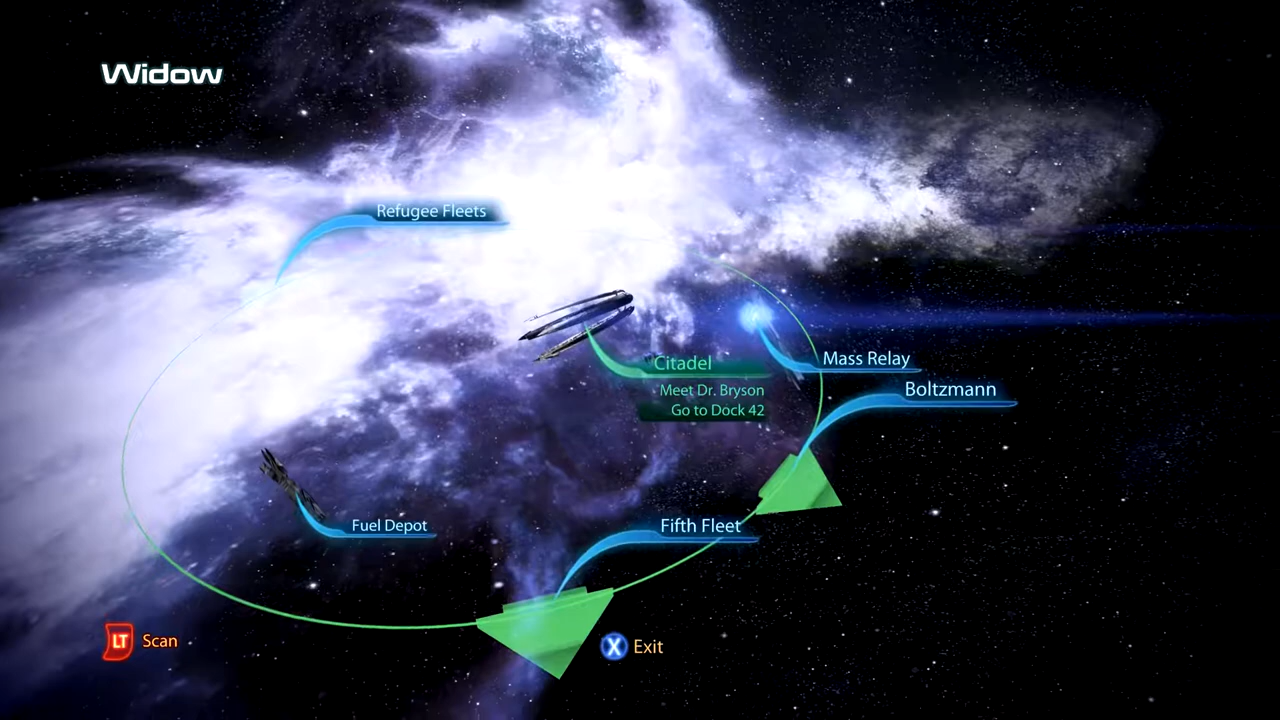 Widow
Refugee Fleets
Citadel
Meet Dr. Bryson
Go to Dock 42
Mass Relay
Boltzmann
Fuel Depot
Fifth Fleet
LT Scan
X Exit